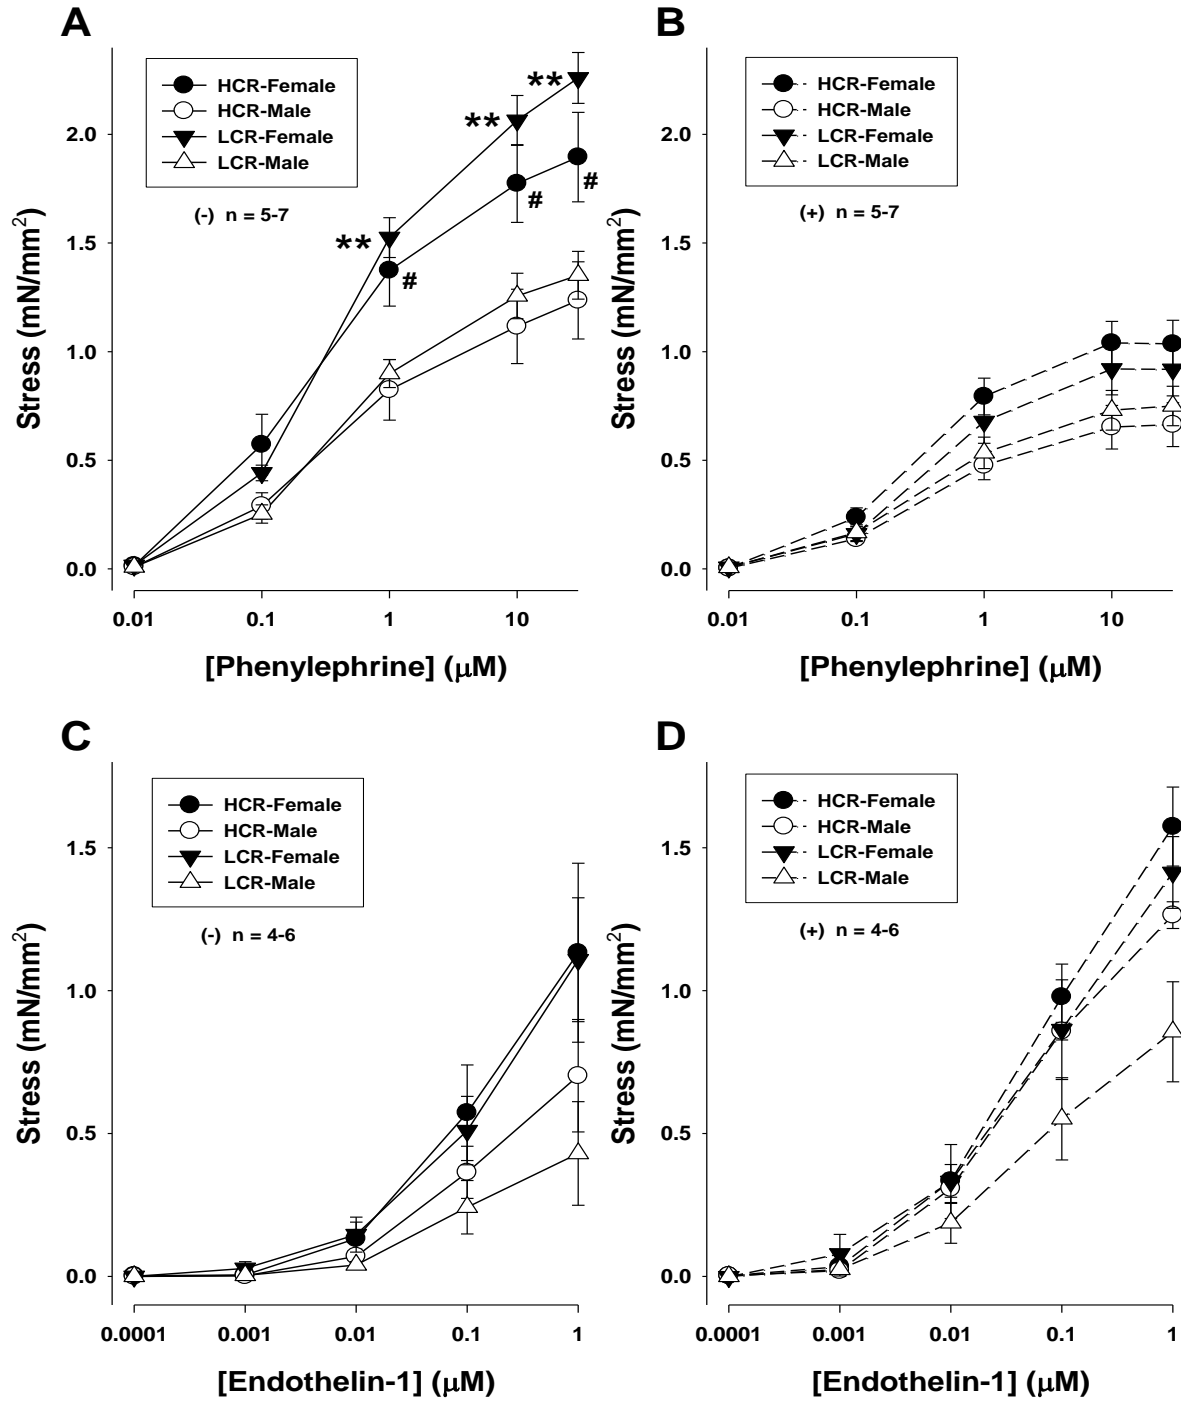 A
HCR-Female
HCR-Male
LCR-Female
LCR-Male
(-) n = 5-7
**
**
**
#
#
#
2.0
1.5
1.0
0.5
0.0
Stress (mN/mm²)
0.01 0.1 1 10
[Phenylephrine] (μM)
B
HCR-Female
HCR-Male
LCR-Female
LCR-Male
(+) n = 5-7
2.0
1.5
1.0
0.5
0.0
Stress (mN/mm²)
0.01 0.1 1 10
[Phenylephrine] (μM)
C
HCR-Female
HCR-Male
LCR-Female
LCR-Male
(-) n = 4-6
1.5
1.0
0.5
0.0
Stress (mN/mm²)
0.0001 0.001 0.01 0.1 1
[Endothelin-1] (μM)
D
HCR-Female
HCR-Male
LCR-Female
LCR-Male
(+) n = 4-6
1.5
1.0
0.5
0.0
Stress (mN/mm²)
0.0001 0.001 0.01 0.1 1
[Endothelin-1] (μM)